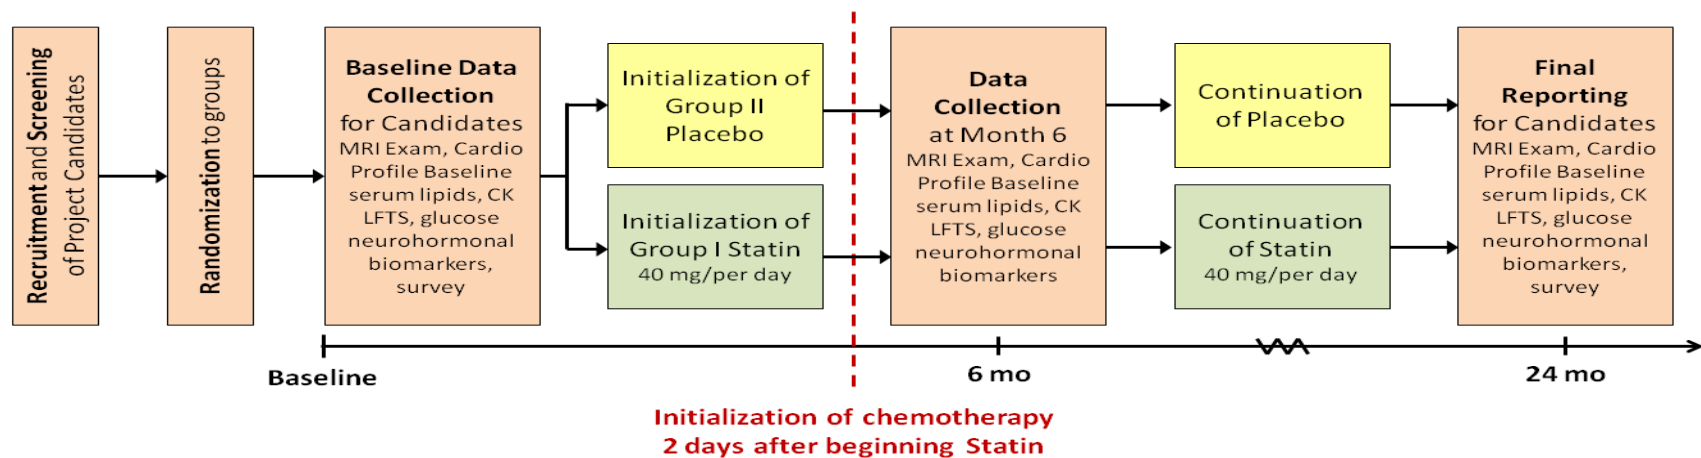 Recruitment and Screening
of Project Candidates
Randomization to groups
Baseline Data
Collection
for Candidates
MRI Exam, Cardio
Profile Baseline
serum lipids, CK
LFTS, glucose
neurohormonal
biomarkers,
survey
Initialization of
Group II
Placebo
Initialization of
Group I Statin
40 mg/per day
Data
Collection
at Month 6
MRI Exam, Cardio
Profile Baseline
serum lipids, CK
LFTS, glucose
neurohormonal
biomarkers
Continuation
of Placebo
Continuation
of Statin
40 mg/per day
Final
Reporting
for Candidates
MRI Exam, Cardio
Profile Baseline
serum lipids, CK
LFTS, glucose
neurohormonal
biomarkers,
survey
Baseline
6 mo
24 mo
Initialization of chemotherapy
2 days after beginning Statin